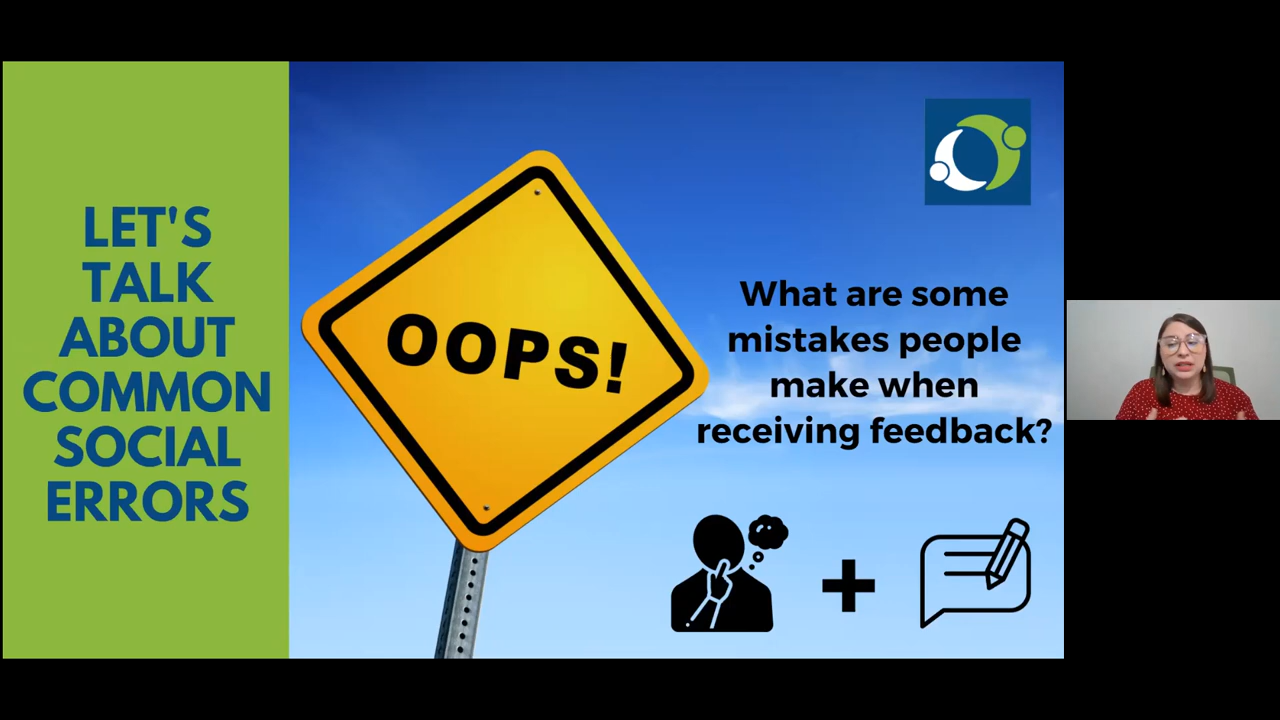 LET'S
TALK
ABOUT
COMMON
SOCIAL
ERRORS
OOPS!
What are some
mistakes people
make when
receiving feedback?